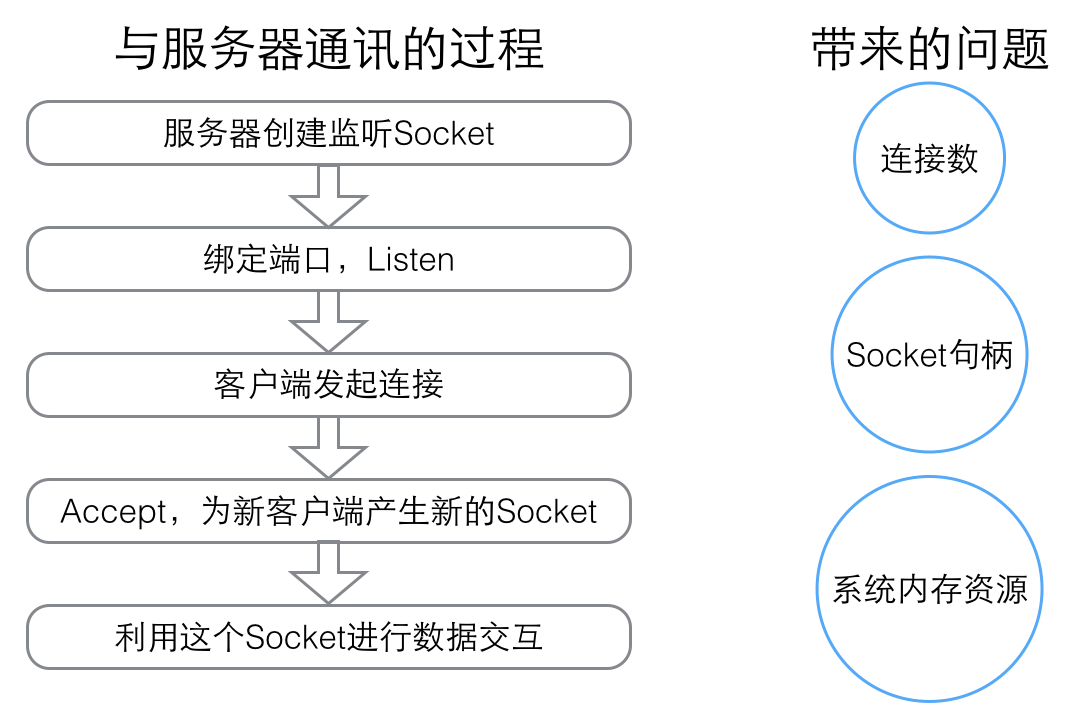 与服务器通讯的过程
服务器创建监听Socket
绑定端口，Listen
客户端发起连接
Accept，为新客户端产生新的Socket
利用这个Socket进行数据交互
带来的问题
连接数
Socket句柄
系统内存资源